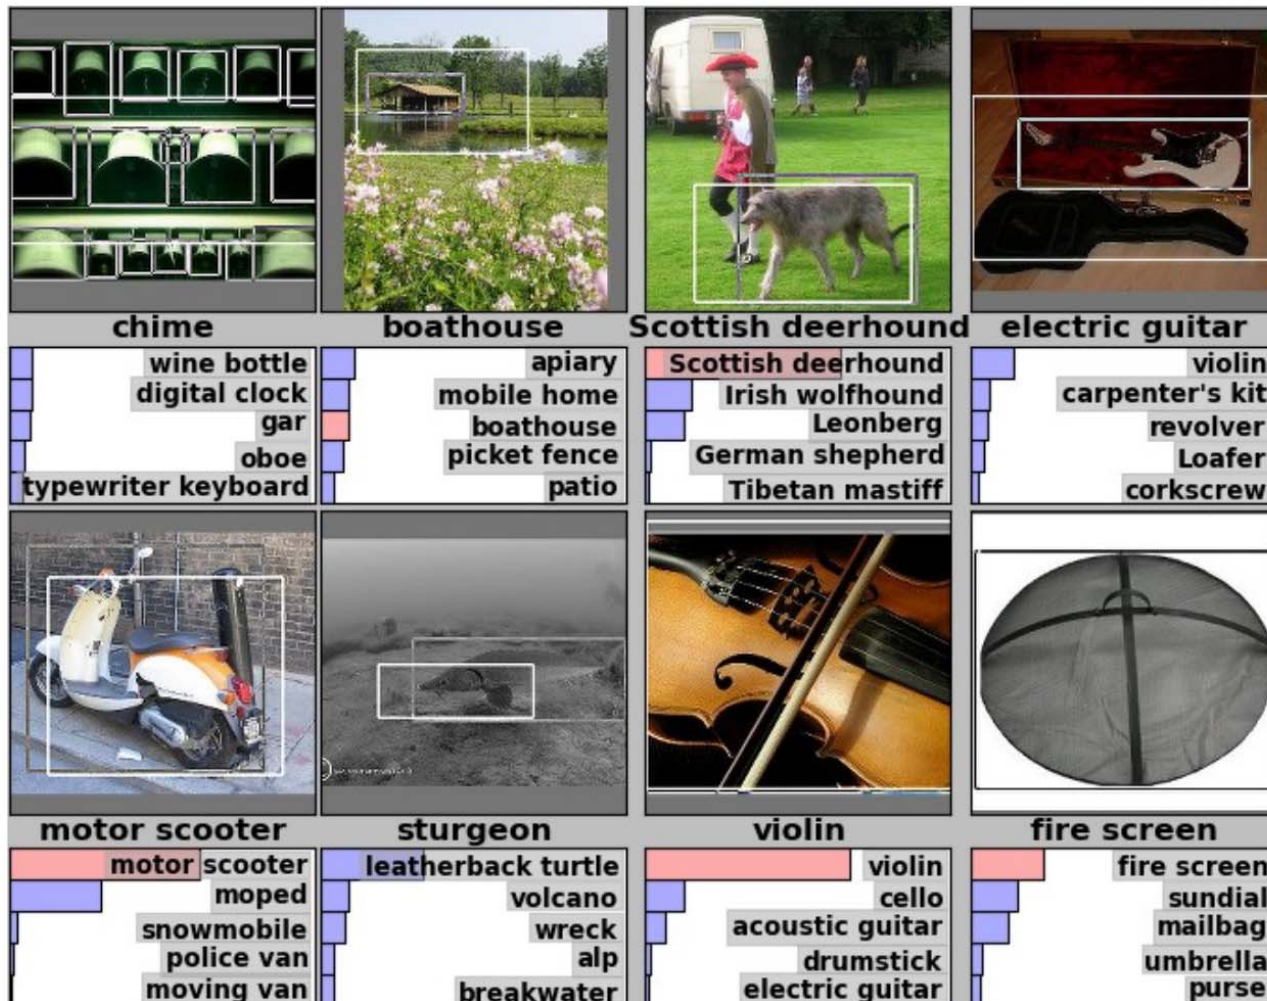 chime
boathouse
Scottish deerhound
electric guitar
wine bottle
digital clock
gar
oboe
typewriter keyboard
apiary
mobile home
boathouse
picket fence
patio
Scottish deerhound
Irish wolfhound
Leonberg
German shepherd
Tibetan mastiff
violin
carpenter's kit
revolver
Loafer
corkscrew
motor scooter
sturgeon
violin
fire screen
motor scooter
moped
snowmobile
police van
moving van
leatherback turtle
volcano
wreck
alp
breakwater
violin
cello
acoustic guitar
drumstick
electric guitar
fire screen
sundial
mailbag
umbrella
purse